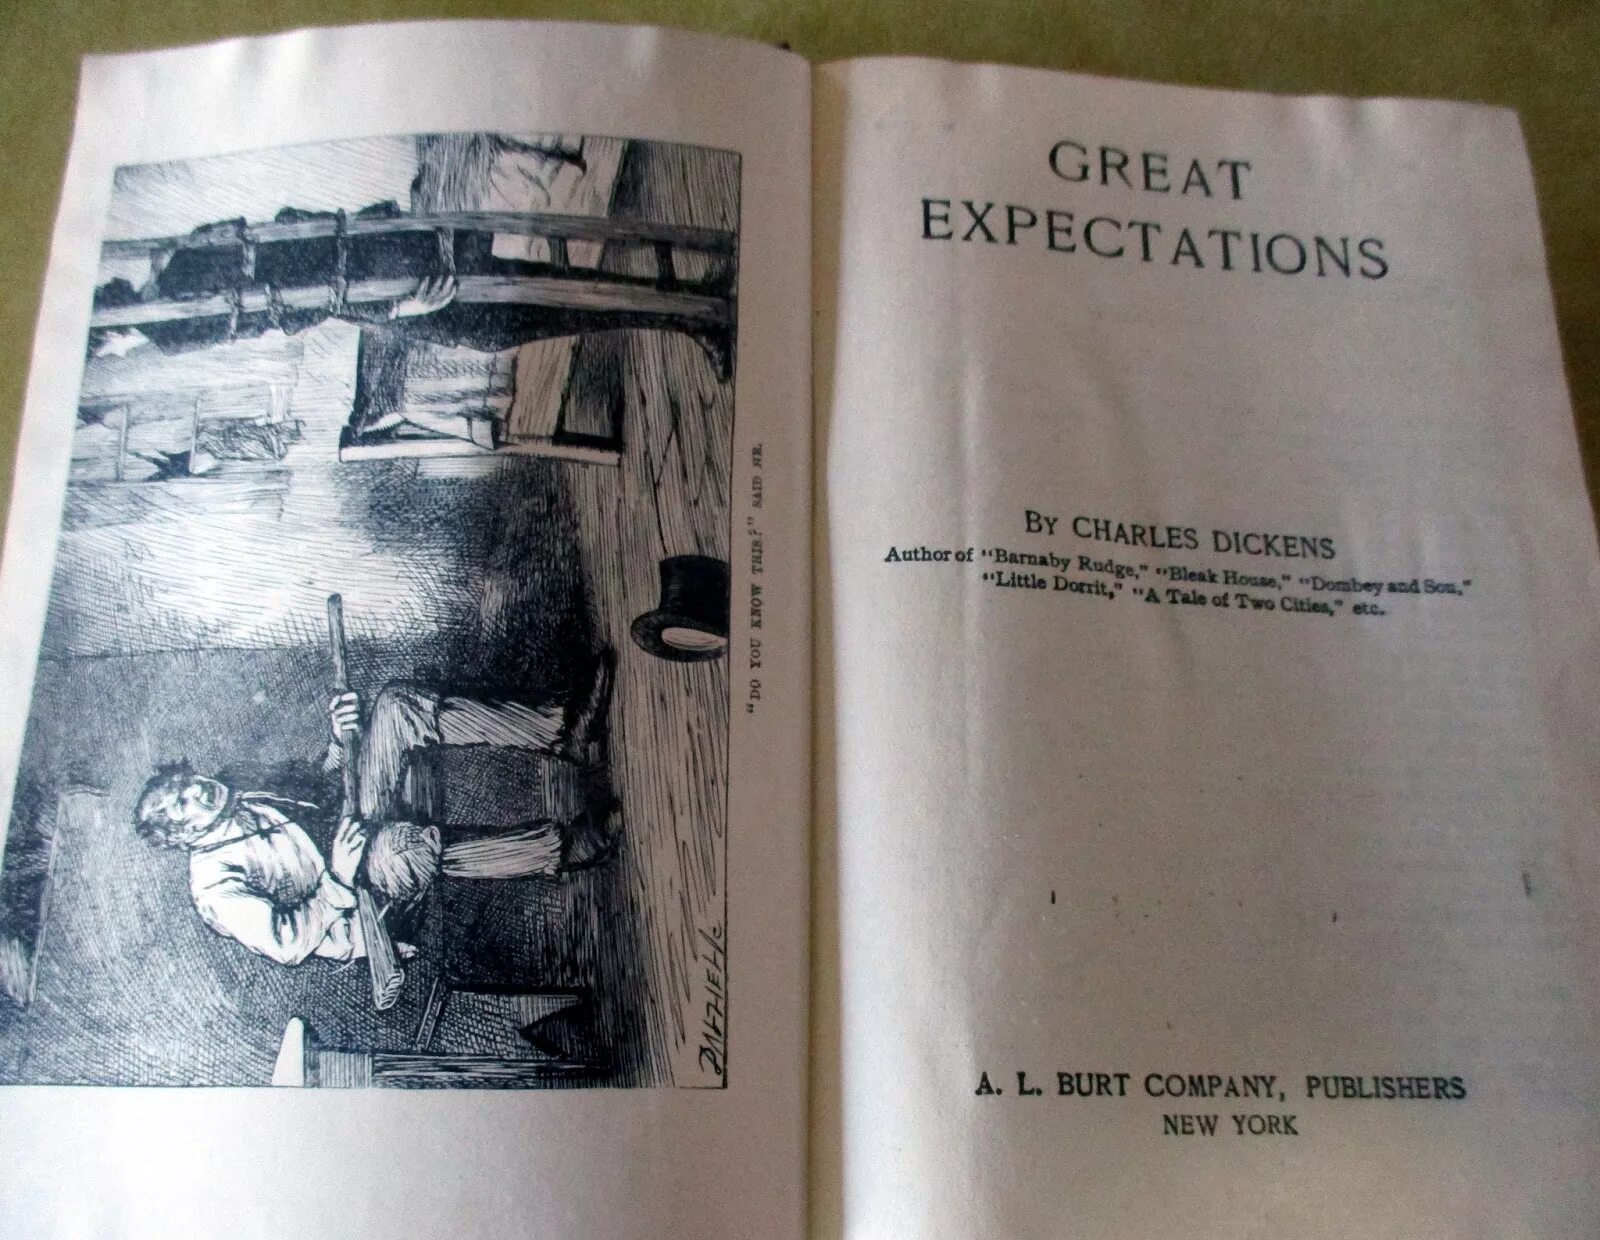 "DO YOU KNOW THIS?" SAID HE.
DALZIEL
GREAT
EXPECTATIONS
BY CHARLES DICKENS
Author of "Barnaby Rudge," "Bleak House," "Dombey and Son,"
"Little Dorrit," "A Tale of Two Cities," etc.
A. L. BURT COMPANY, PUBLISHERS
NEW YORK